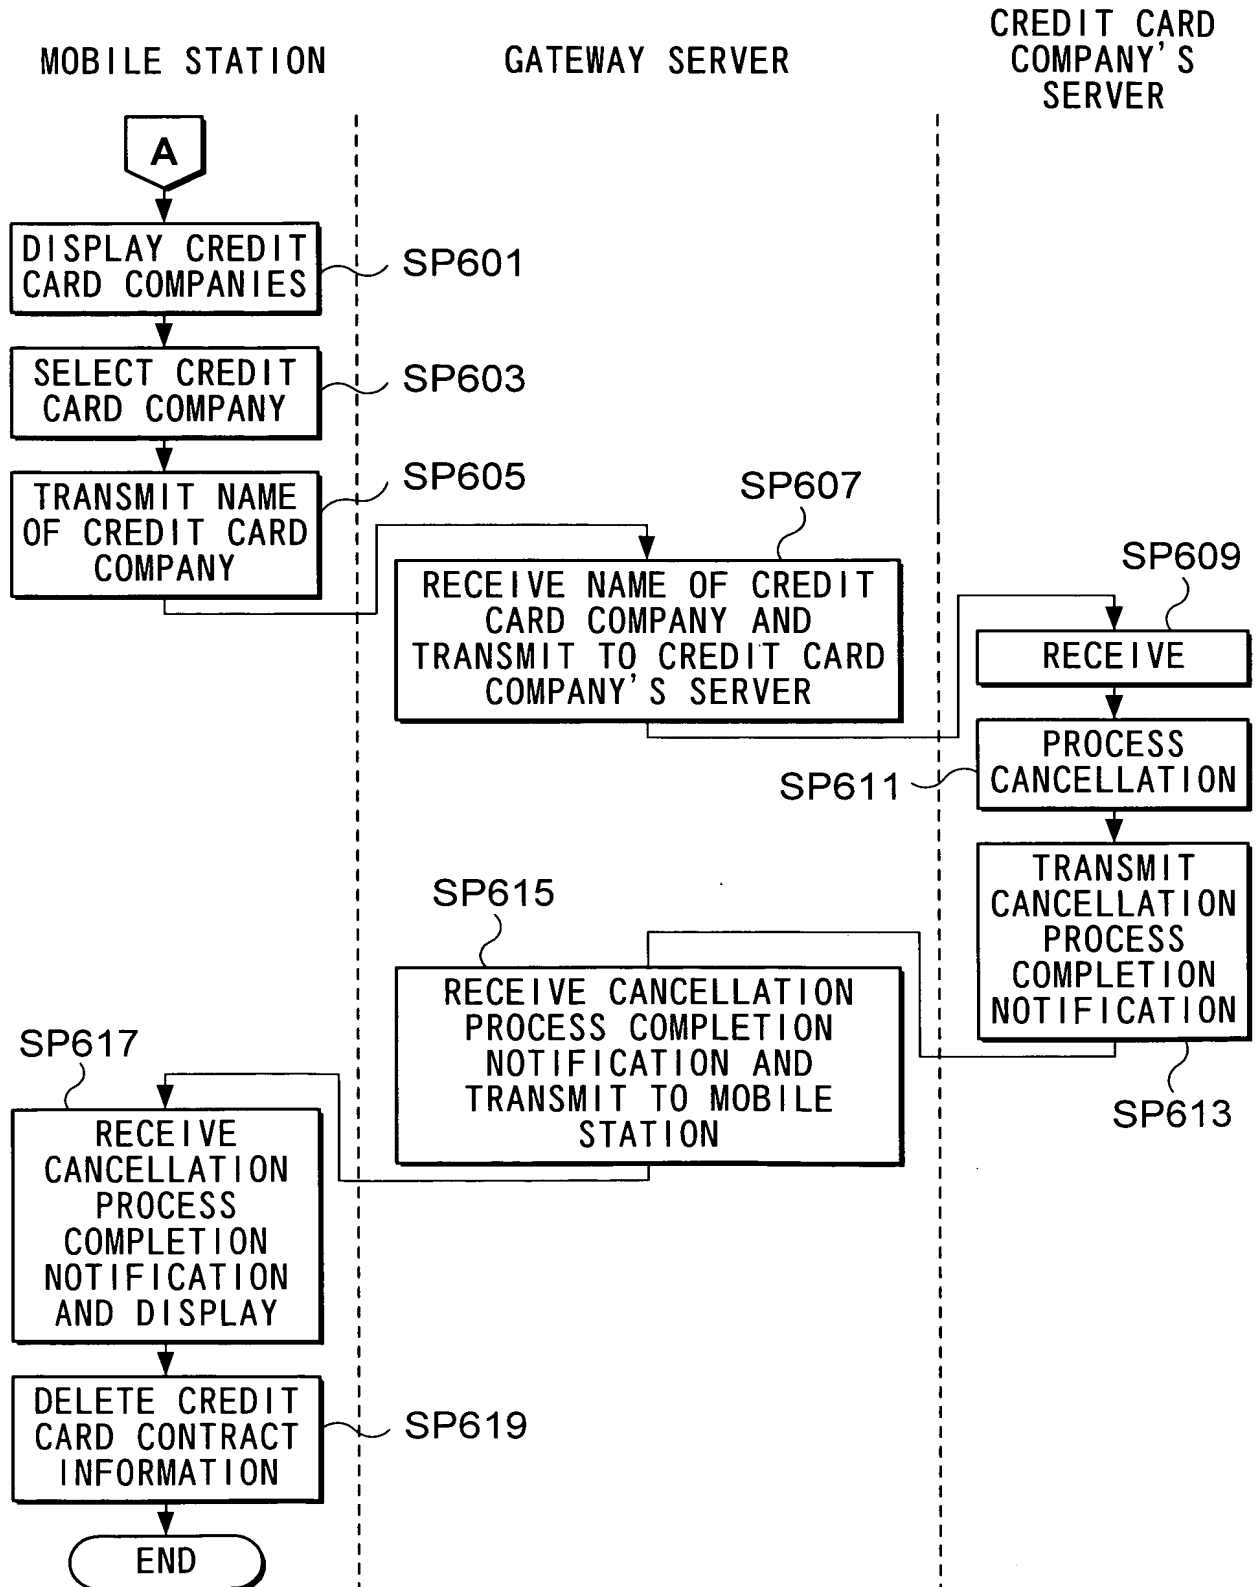 MOBILE STATION
GATEWAY SERVER
CREDIT CARD
COMPANY'S
SERVER
A
DISPLAY CREDIT
CARD COMPANIES
SP601
SELECT CREDIT
CARD COMPANY
SP603
TRANSMIT NAME
OF CREDIT CARD
COMPANY
SP605
SP607
RECEIVE NAME OF CREDIT
CARD COMPANY AND
TRANSMIT TO CREDIT CARD
COMPANY'S SERVER
SP609
RECEIVE
PROCESS
CANCELLATION
SP611
TRANSMIT
CANCELLATION
PROCESS
COMPLETION
NOTIFICATION
SP613
SP615
RECEIVE CANCELLATION
PROCESS COMPLETION
NOTIFICATION AND
TRANSMIT TO MOBILE
STATION
SP617
RECEIVE
CANCELLATION
PROCESS
COMPLETION
NOTIFICATION
AND DISPLAY
DELETE CREDIT
CARD CONTRACT
INFORMATION
SP619
END